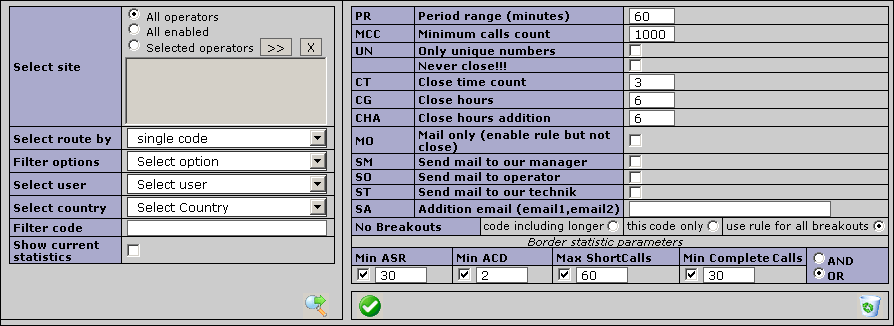 Select site
All operators
All enabled
Selected operators >> X
Select route by single code
Filter options Select option
Select user Select user
Select country Select Country
Filter code
Show current
statistics
PR Period range (minutes) 60
MCC Minimum calls count 1000
UN Only unique numbers
Never close!!!
CT Close time count 3
CG Close hours 6
CHA Close hours addition 6
MO Mail only (enable rule but not
close)
SM Send mail to our manager
SO Send mail to operator
ST Send mail to our technik
SA Addition email (email1,email2)
No Breakouts code including longer this code only use rule for all breakouts
Border statistic parameters
Min ASR Min ACD Max ShortCalls Min Complete Calls AND
30 2 60 30 OR